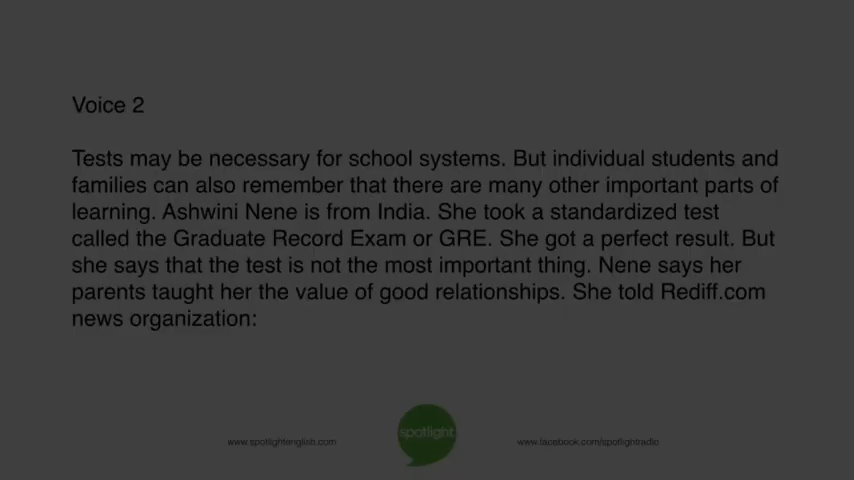 Voice 2
Tests may be necessary for school systems. But individual students and
families can also remember that there are many other important parts of
learning. Ashwini Nene is from India. She took a standardized test
called the Graduate Record Exam or GRE. She got a perfect result. But
she says that the test is not the most important thing. Nene says her
parents taught her the value of good relationships. She told Rediff.com
news organization:
spotlight
www.spotlightenglish.com
www.facebook.com/spotlightradio